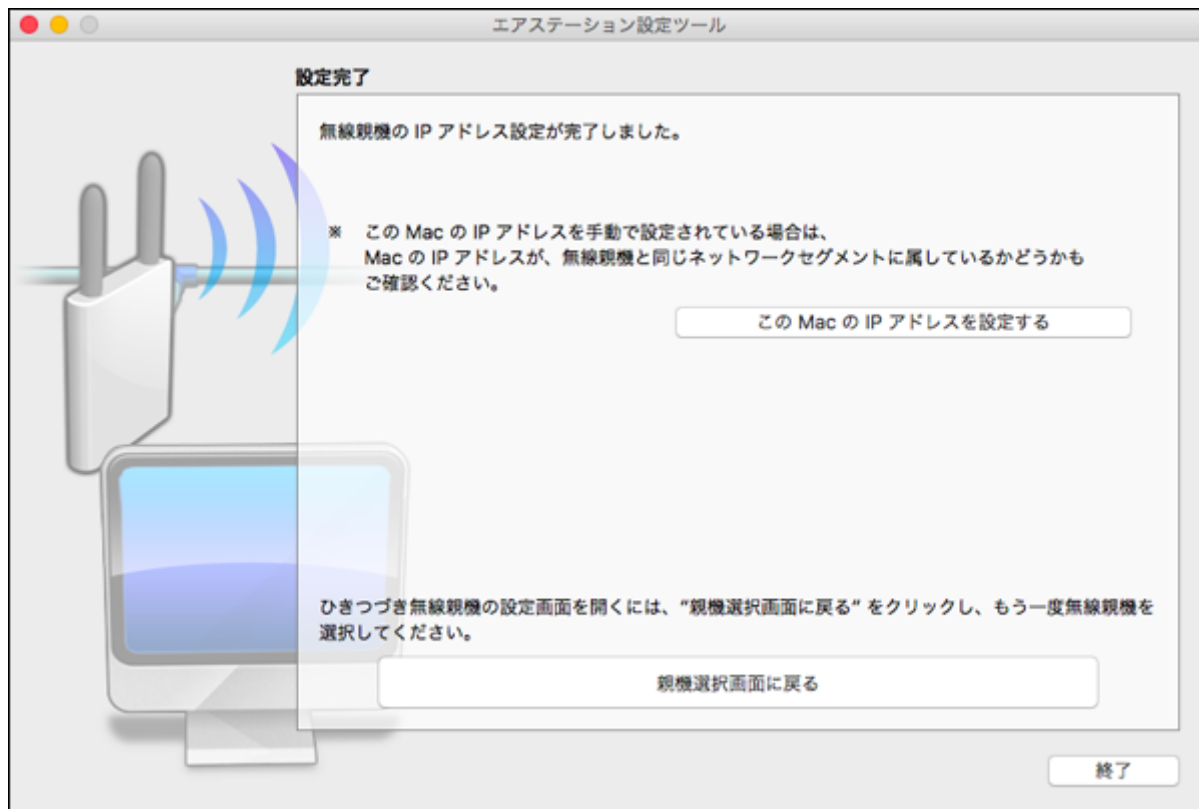 エアステーション設定ツール
設定完了
無線親機の IP アドレス設定が完了しました。
※ この Mac の IP アドレスを手動で設定されている場合は、
Mac の IP アドレスが、無線親機と同じネットワークセグメントに属しているかどうかも
ご確認ください。
この Mac の IP アドレスを設定する
ひきつづき無線親機の設定画面を開くには、“親機選択画面に戻る” をクリックし、もう一度無線親機を
選択してください。
親機選択画面に戻る
終了